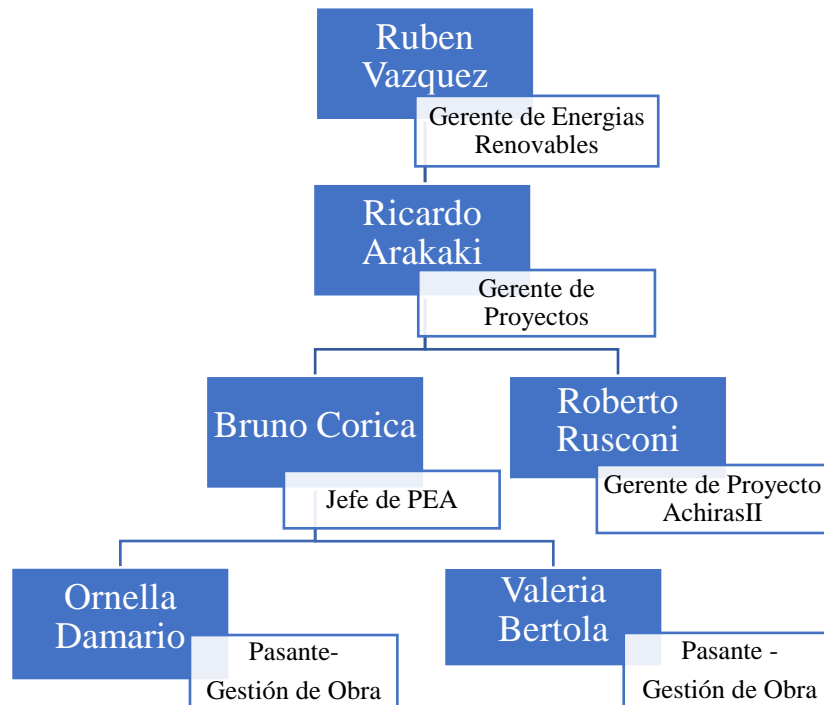 Ruben
Vazquez
Gerente de Energias
Renovables
Ricardo
Arakaki
Gerente de
Proyectos
Bruno Corica
Jefe de PEA
Roberto
Rusconi
Gerente de Proyecto
AchirasII
Ornella
Damario
Pasante-
Gestión de Obra
Valeria
Bertola
Pasante -
Gestión de Obra